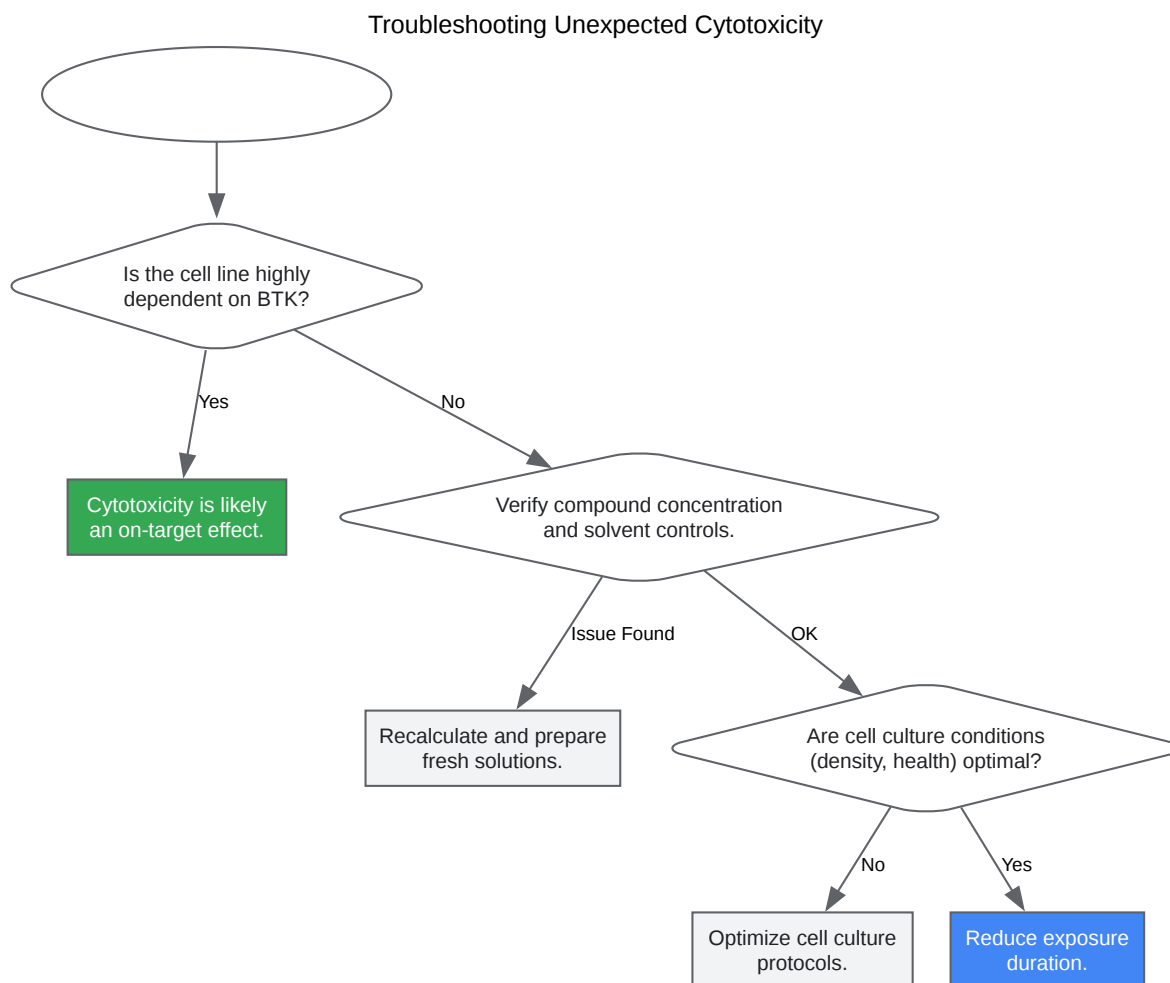 Troubleshooting Unexpected Cytotoxicity
Is the cell line highly
dependent on BTK?
Yes
No
Cytotoxicity is likely
an on-target effect.
Verify compound concentration
and solvent controls.
Issue Found
OK
Recalculate and prepare
fresh solutions.
Are cell culture conditions
(density, health) optimal?
No
Yes
Optimize cell culture
protocols.
Reduce exposure
duration.